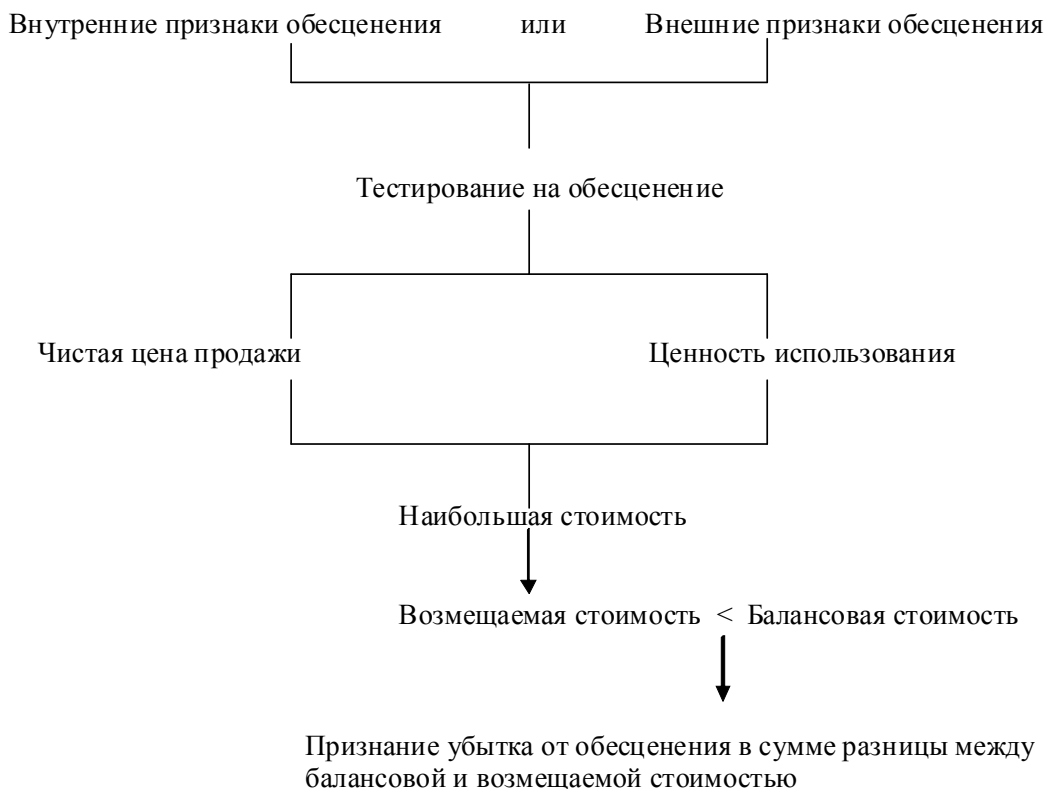 Внутренние признаки обесценения или Внешние признаки обесценения
Тестирование на обесценение
Чистая цена продажи Ценность использования
Наибольшая стоимость
Возмещаемая стоимость < Балансовая стоимость
Признание убытка от обесценения в сумме разницы между
балансовой и возмещаемой стоимостью